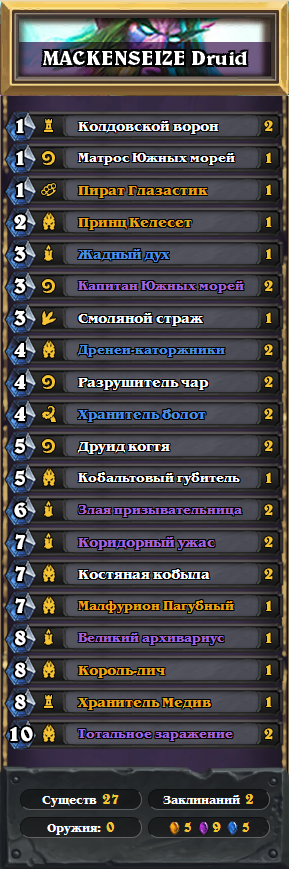 MACKENSEIZE Druid
1 Колдовской ворон 2
1 Матрос Южных морей 1
1 Пират Глазастик 1
2 Принц Келесет 1
3 Жадный дух 1
3 Капитан Южных морей 2
3 Смоляной страж 1
4 Дренеи-каторжники 2
4 Разрушитель чар 2
4 Хранитель болот 2
5 Друид когтя 2
5 Кобальтовый губитель 1
6 Злая призывательница 2
7 Коридорный ужас 2
7 Костяная кобыла 2
7 Малфурион Пагубный 1
8 Великий архивариус 1
8 Король-лич 1
8 Хранитель Медив 1
10 Тотальное заражение 2
Существ 27 Заклинаний 2
Оружия: 0 5 9 5